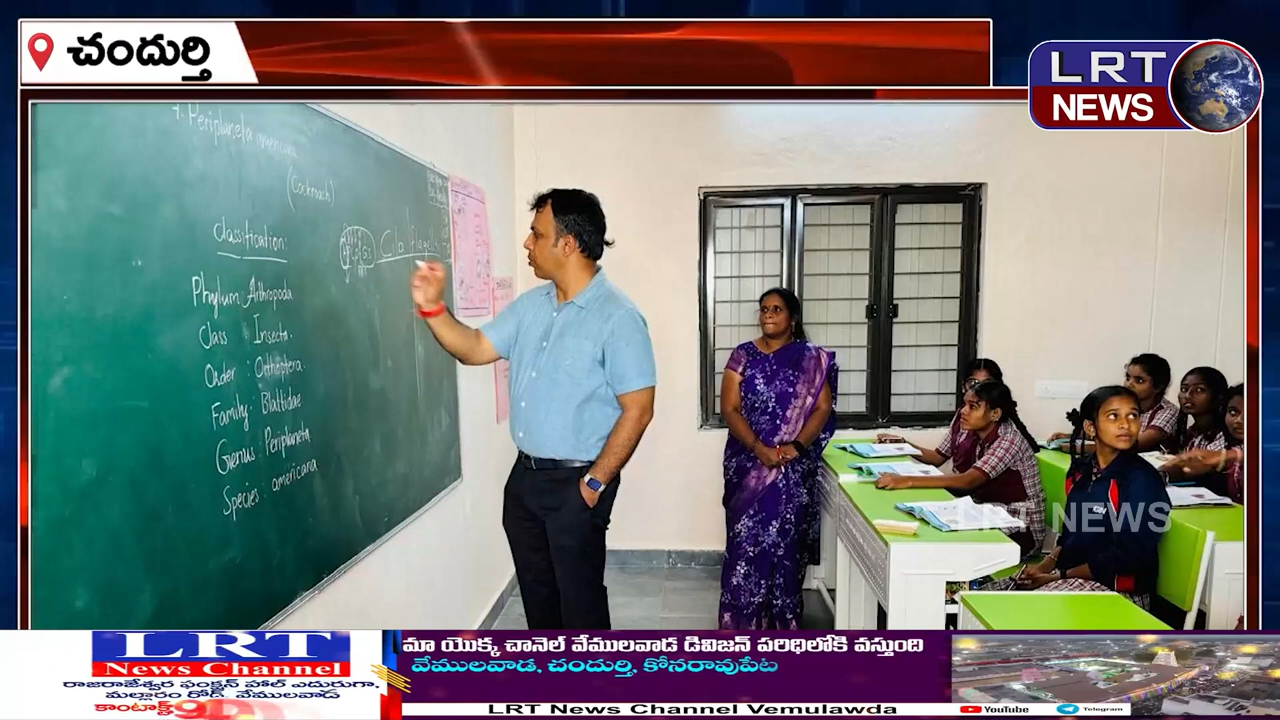 చందుర్తి
LRT
NEWS
7. Periplaneta americana
(Cockroach)
Classification:
Phylum: Arthropoda
Class : Insecta.
Order : Orthoptera.
Family: Blattidae
Genus : Periplaneta
Species : americana
LRT NEWS
LRT
News Channel
రాజరాజేశ్వర ఫంక్షన్ హాల్ ఎదురుగా,
మల్లారం రోడ్, వేములవాడ
కాంటాక్ట్
మా యొక్క చానెల్ వేములవాడ డివిజన్ పరిధిలోకి వస్తుంది
వేములవాడ, చందుర్తి, కోనరావుపేట
LRT News Channel Vemulawda
YouTube
Telegram